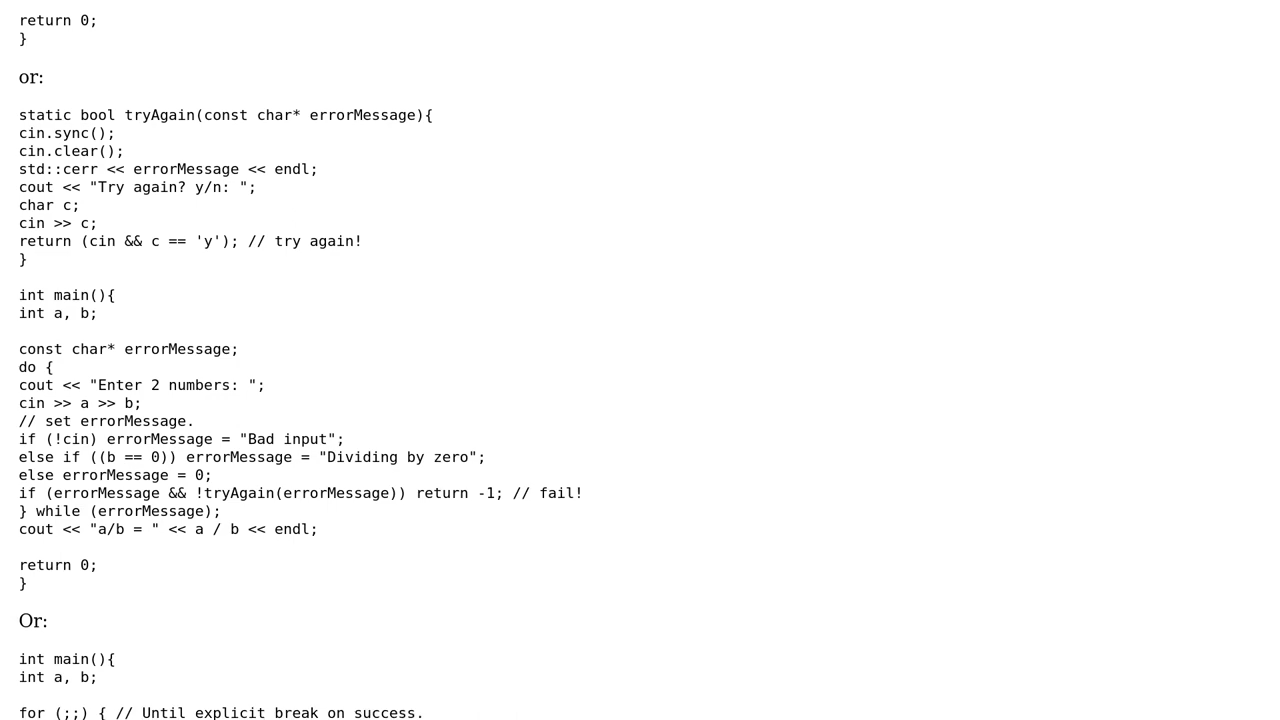 return 0;
}
or:
static bool tryAgain(const char* errorMessage){
cin.sync();
cin.clear();
std::cerr << errorMessage << endl;
cout << "Try again? y/n: ";
char c;
cin >> c;
return (cin && c == 'y'); // try again!
}
int main(){
int a, b;
const char* errorMessage;
do {
cout << "Enter 2 numbers: ";
cin >> a >> b;
// set errorMessage.
if (!cin) errorMessage = "Bad input";
else if ((b == 0)) errorMessage = "Dividing by zero";
else errorMessage = 0;
if (errorMessage && !tryAgain(errorMessage)) return -1; // fail!
} while (errorMessage);
cout << "a/b = " << a / b << endl;
return 0;
}
Or:
int main(){
int a, b;
for (;;) { // Until explicit break on success.